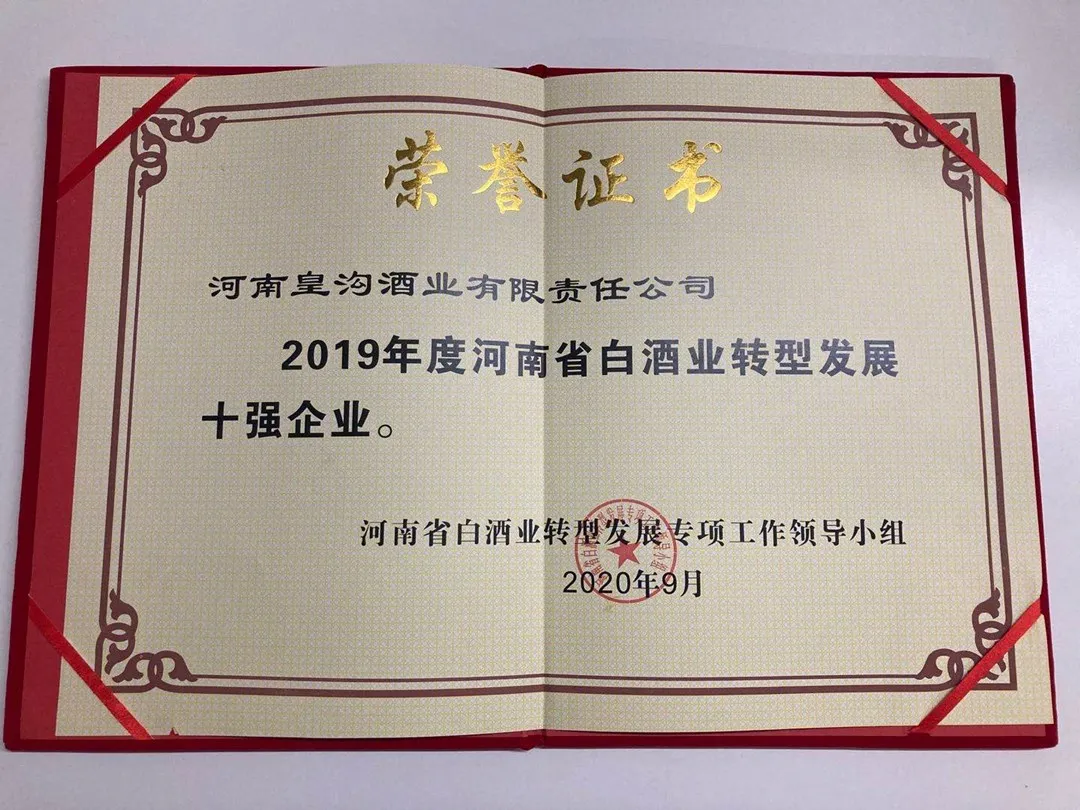 荣誉证书
河南皇沟酒业有限责任公司
2019年度河南省白酒业转型发展
十强企业。
河南省白酒业转型发展专项工作领导小组
2020年9月